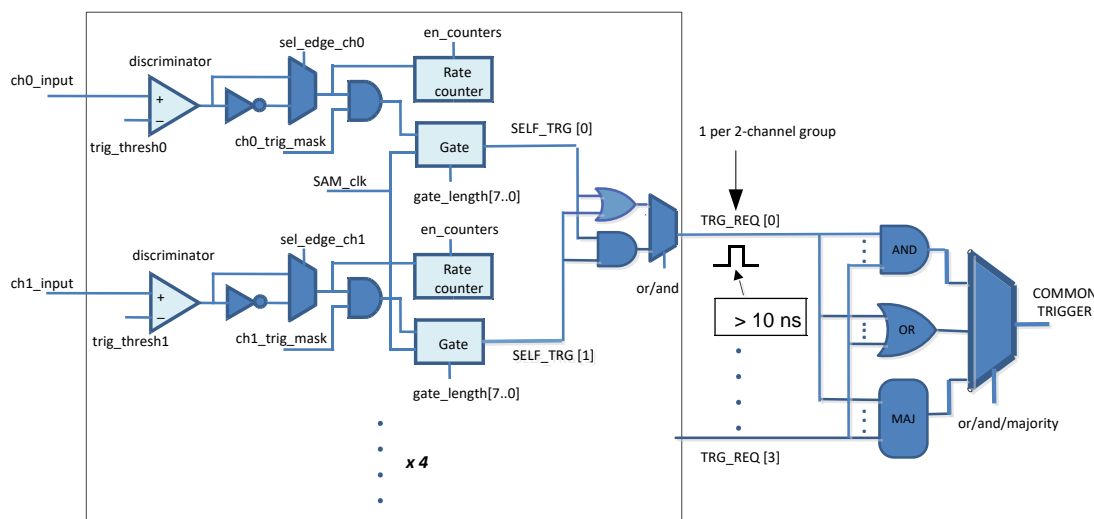 en_counters
sel_edge_ch0
discriminator
ch0_input
+
−
Rate
counter
trig_thresh0
ch0_trig_mask
Gate
SELF_TRG [0]
1 per 2-channel group
SAM_clk
gate_length[7..0]
TRG_REQ [0]
sel_edge_ch1
en_counters
discriminator
AND
ch1_input
+
−
Rate
counter
or/and
> 10 ns
COMMON
TRIGGER
OR
trig_thresh1
ch1_trig_mask
Gate
SELF_TRG [1]
gate_length[7..0]
MAJ
or/and/majority
x 4
TRG_REQ [3]